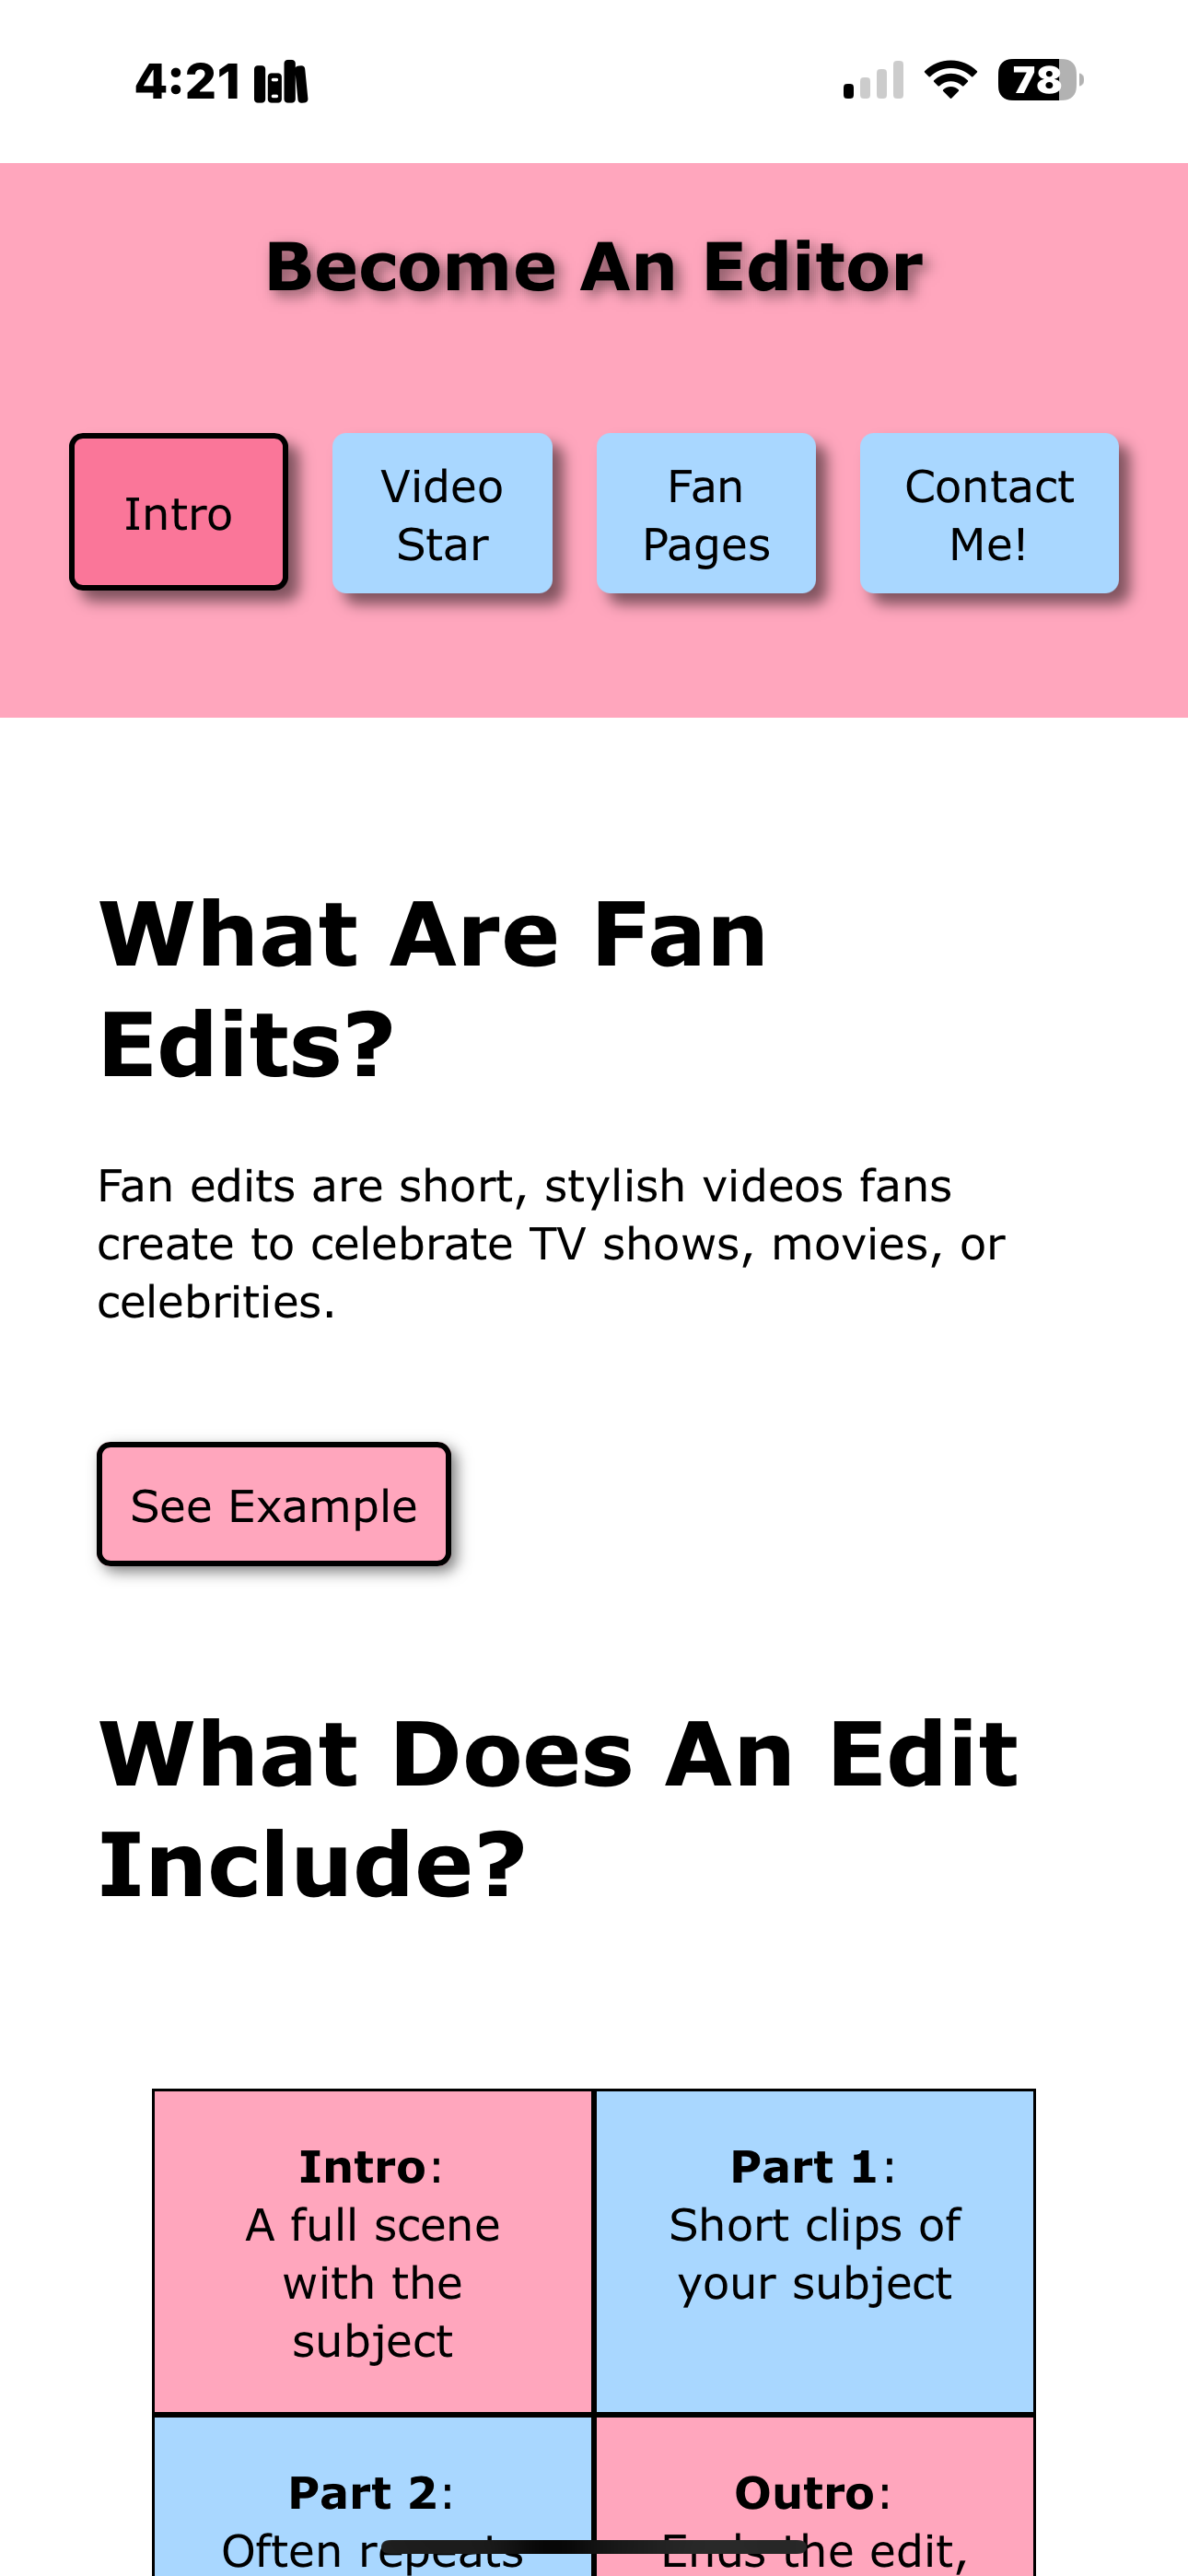 4:21
78
Become An Editor
Intro
Video
Star
Fan
Pages
Contact
Me!
What Are Fan
Edits?
Fan edits are short, stylish videos fans
create to celebrate TV shows, movies, or
celebrities.
See Example
What Does An Edit
Include?
Intro:
A full scene
with the
subject
Part 1:
Short clips of
your subject
Part 2:
Often repeats
Outro:
Ends the edit,